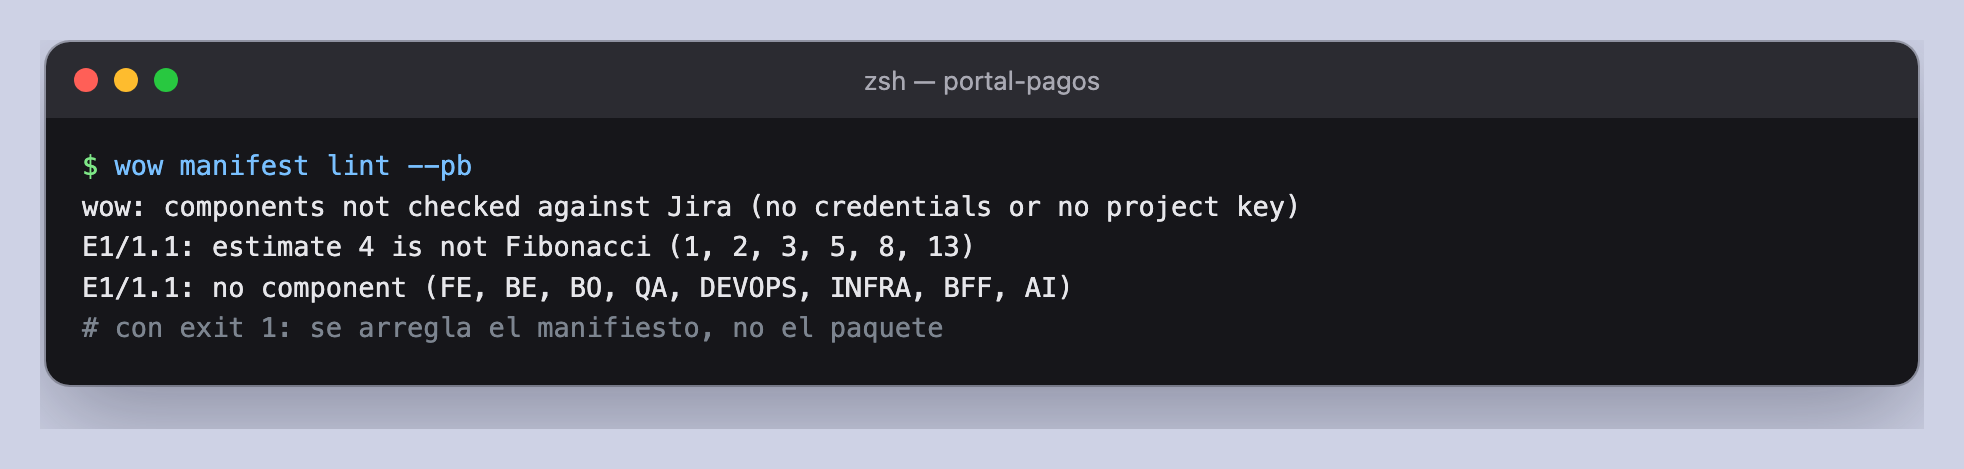 zsh — portal-pagos
$ wow manifest lint --pb
wow: components not checked against Jira (no credentials or no project key)
E1/1.1: estimate 4 is not Fibonacci (1, 2, 3, 5, 8, 13)
E1/1.1: no component (FE, BE, BO, QA, DEVOPS, INFRA, BFF, AI)
# con exit 1: se arregla el manifiesto, no el paquete